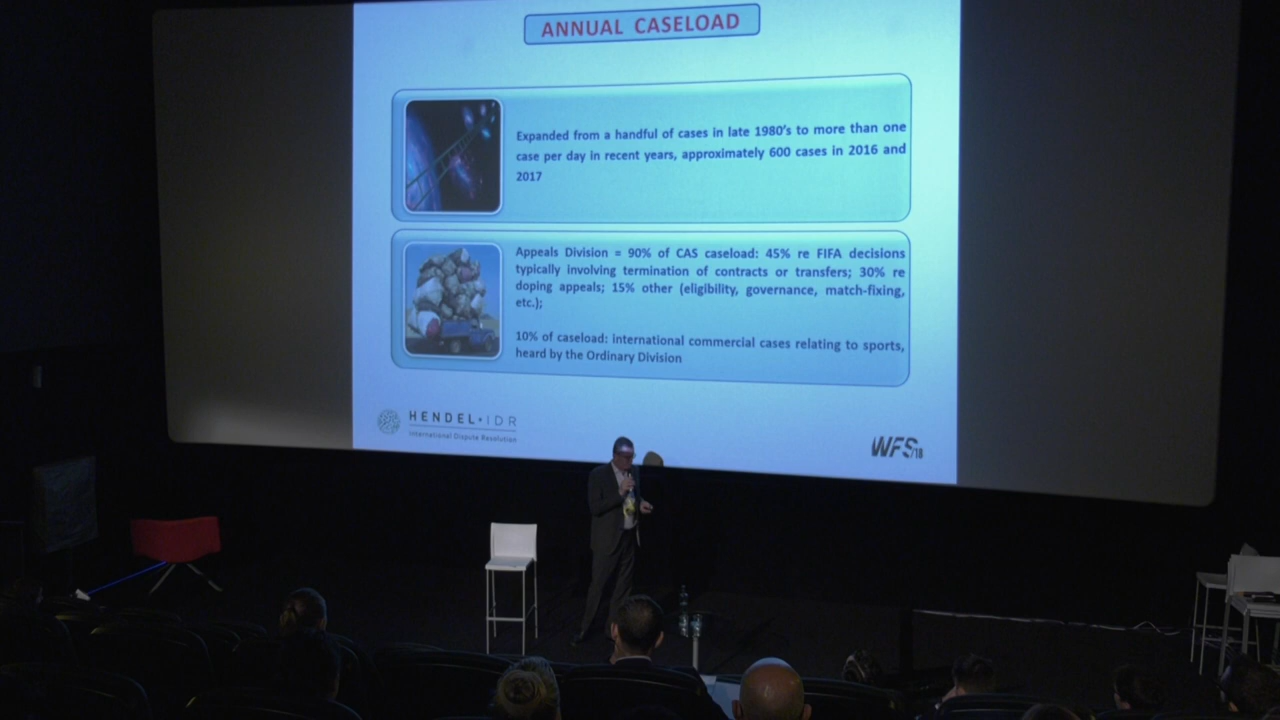 ANNUAL CASELOAD
Expanded from a handful of cases in late 1980's to more than one
case per day in recent years, approximately 600 cases in 2016 and
2017
Appeals Division = 90% of CAS caseload: 45% re FIFA decisions
typically involving termination of contracts or transfers; 30% re
doping appeals; 15% other (eligibility, governance, match-fixing,
etc.);
10% of caseload: international commercial cases relating to sports,
heard by the Ordinary Division
HENDEL•IDR
International Dispute Resolution
WFS/18